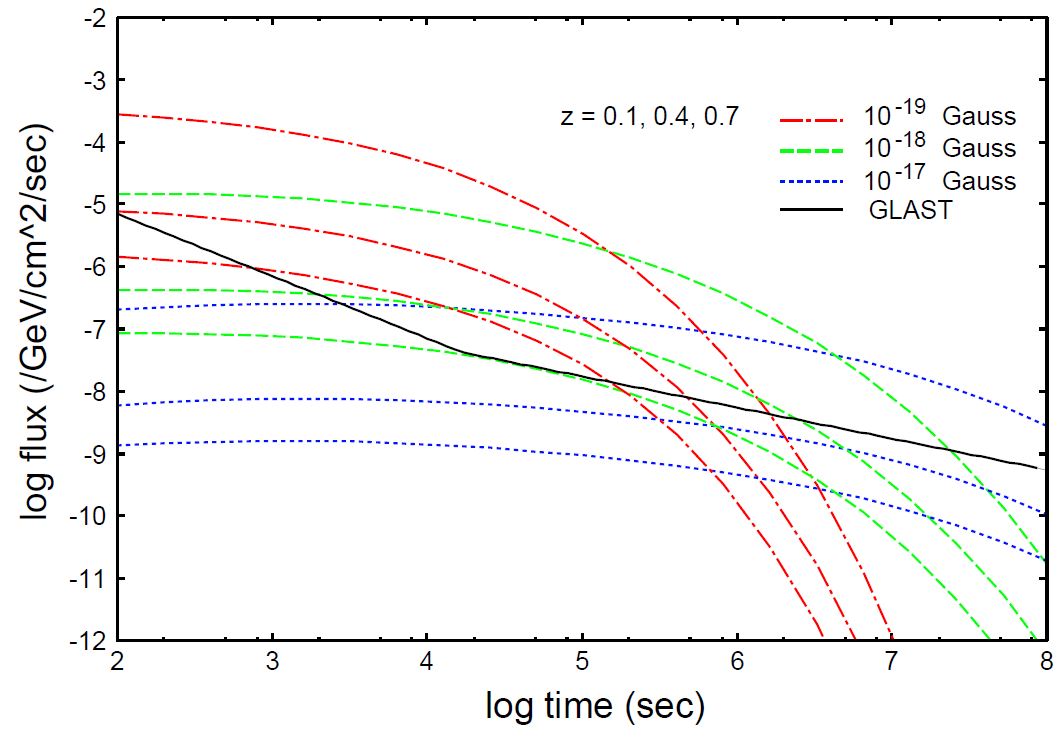 -2
-3
-4
-5
-6
-7
-8
-9
-10
-11
-12
log flux (/GeV/cm^2/sec)
z = 0.1, 0.4, 0.7
10^-19 Gauss
10^-18 Gauss
10^-17 Gauss
GLAST
2 3 4 5 6 7 8
log time (sec)